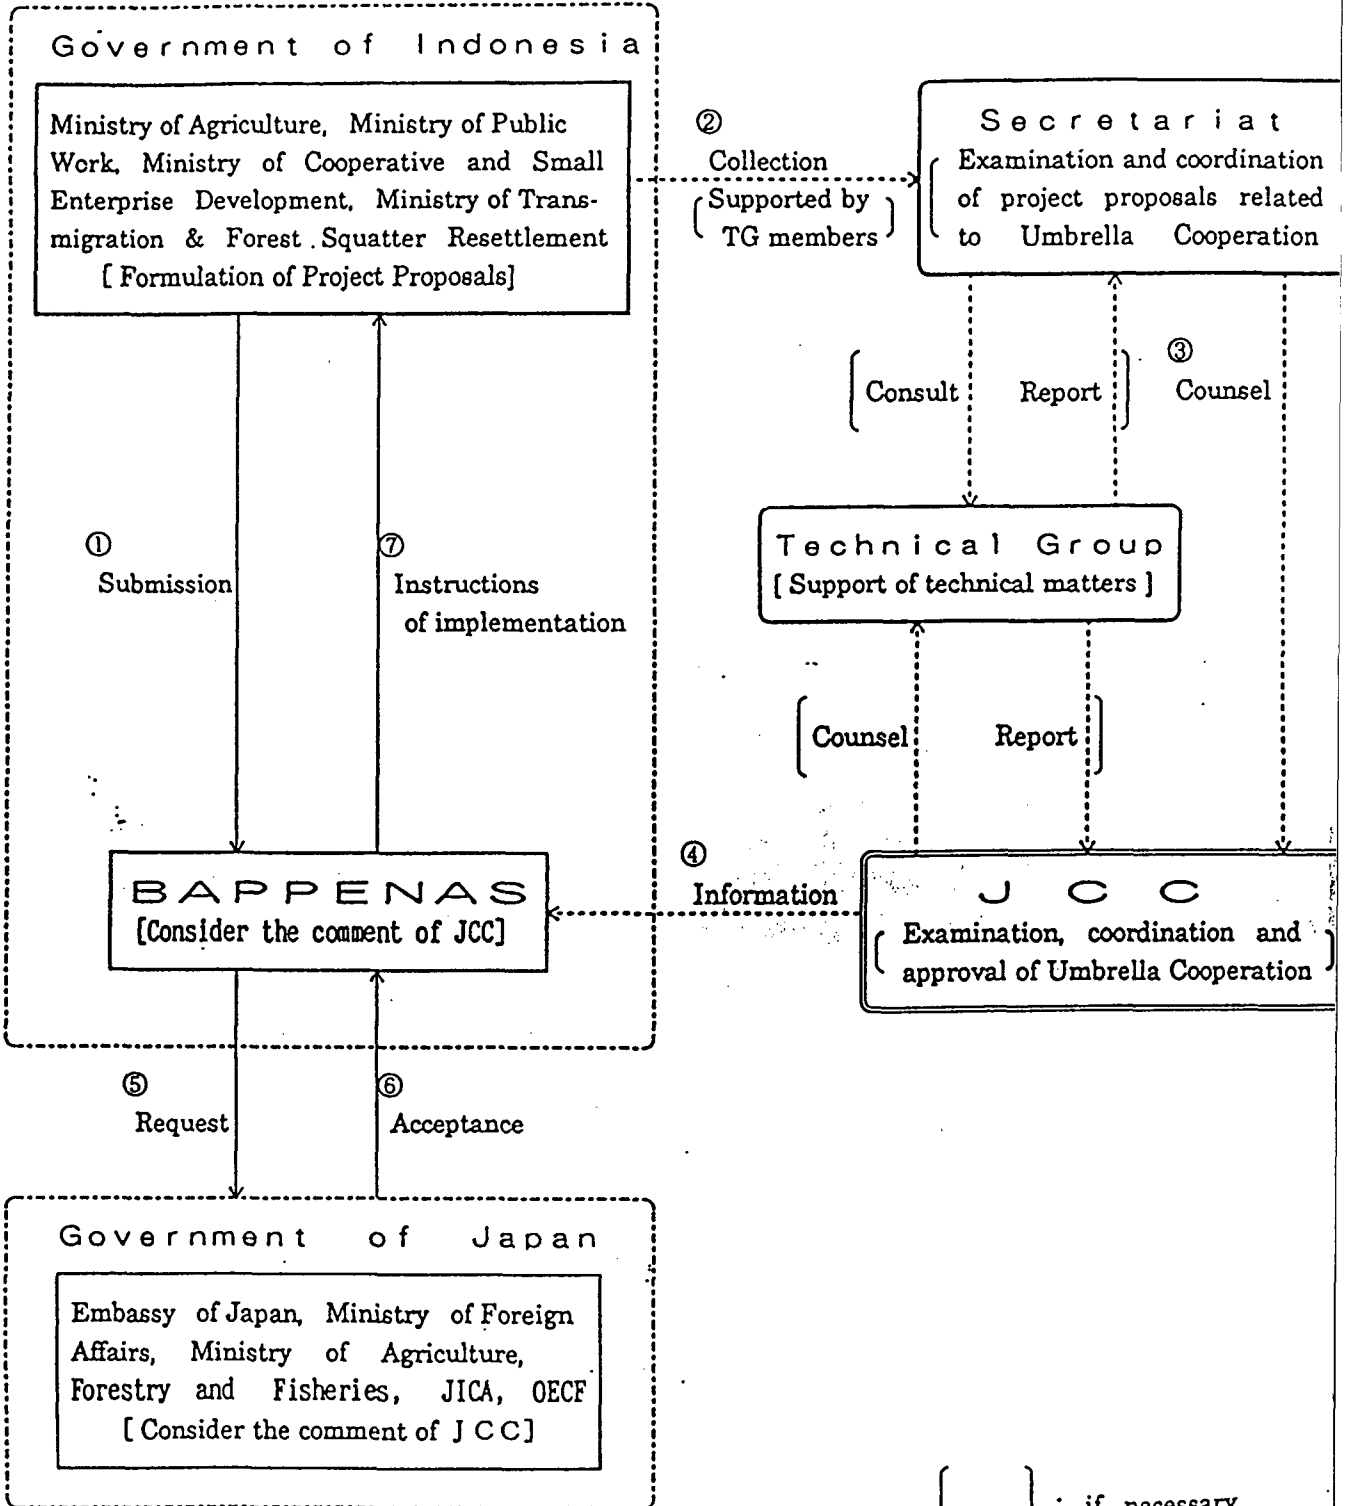 Government of Indonesia
Ministry of Agriculture, Ministry of Public
Work, Ministry of Cooperative and Small
Enterprise Development, Ministry of Trans-
migration & Forest Squatter Resettlement
[Formulation of Project Proposals]
②
Collection
Supported by
TG members
Secretariat
Examination and coordination
of project proposals related
to Umbrella Cooperation
Consult
Report
③
Counsel
①
Submission
⑦
Instructions
of implementation
Technical Group
[Support of technical matters]
Counsel
Report
BAPPENAS
[Consider the comment of JCC]
④
Information
JCC
Examination, coordination and
approval of Umbrella Cooperation
⑤
Request
⑥
Acceptance
Government of Japan
Embassy of Japan, Ministry of Foreign
Affairs, Ministry of Agriculture,
Forestry and Fisheries, JICA, OECF
[Consider the comment of JCC]
: if necessary